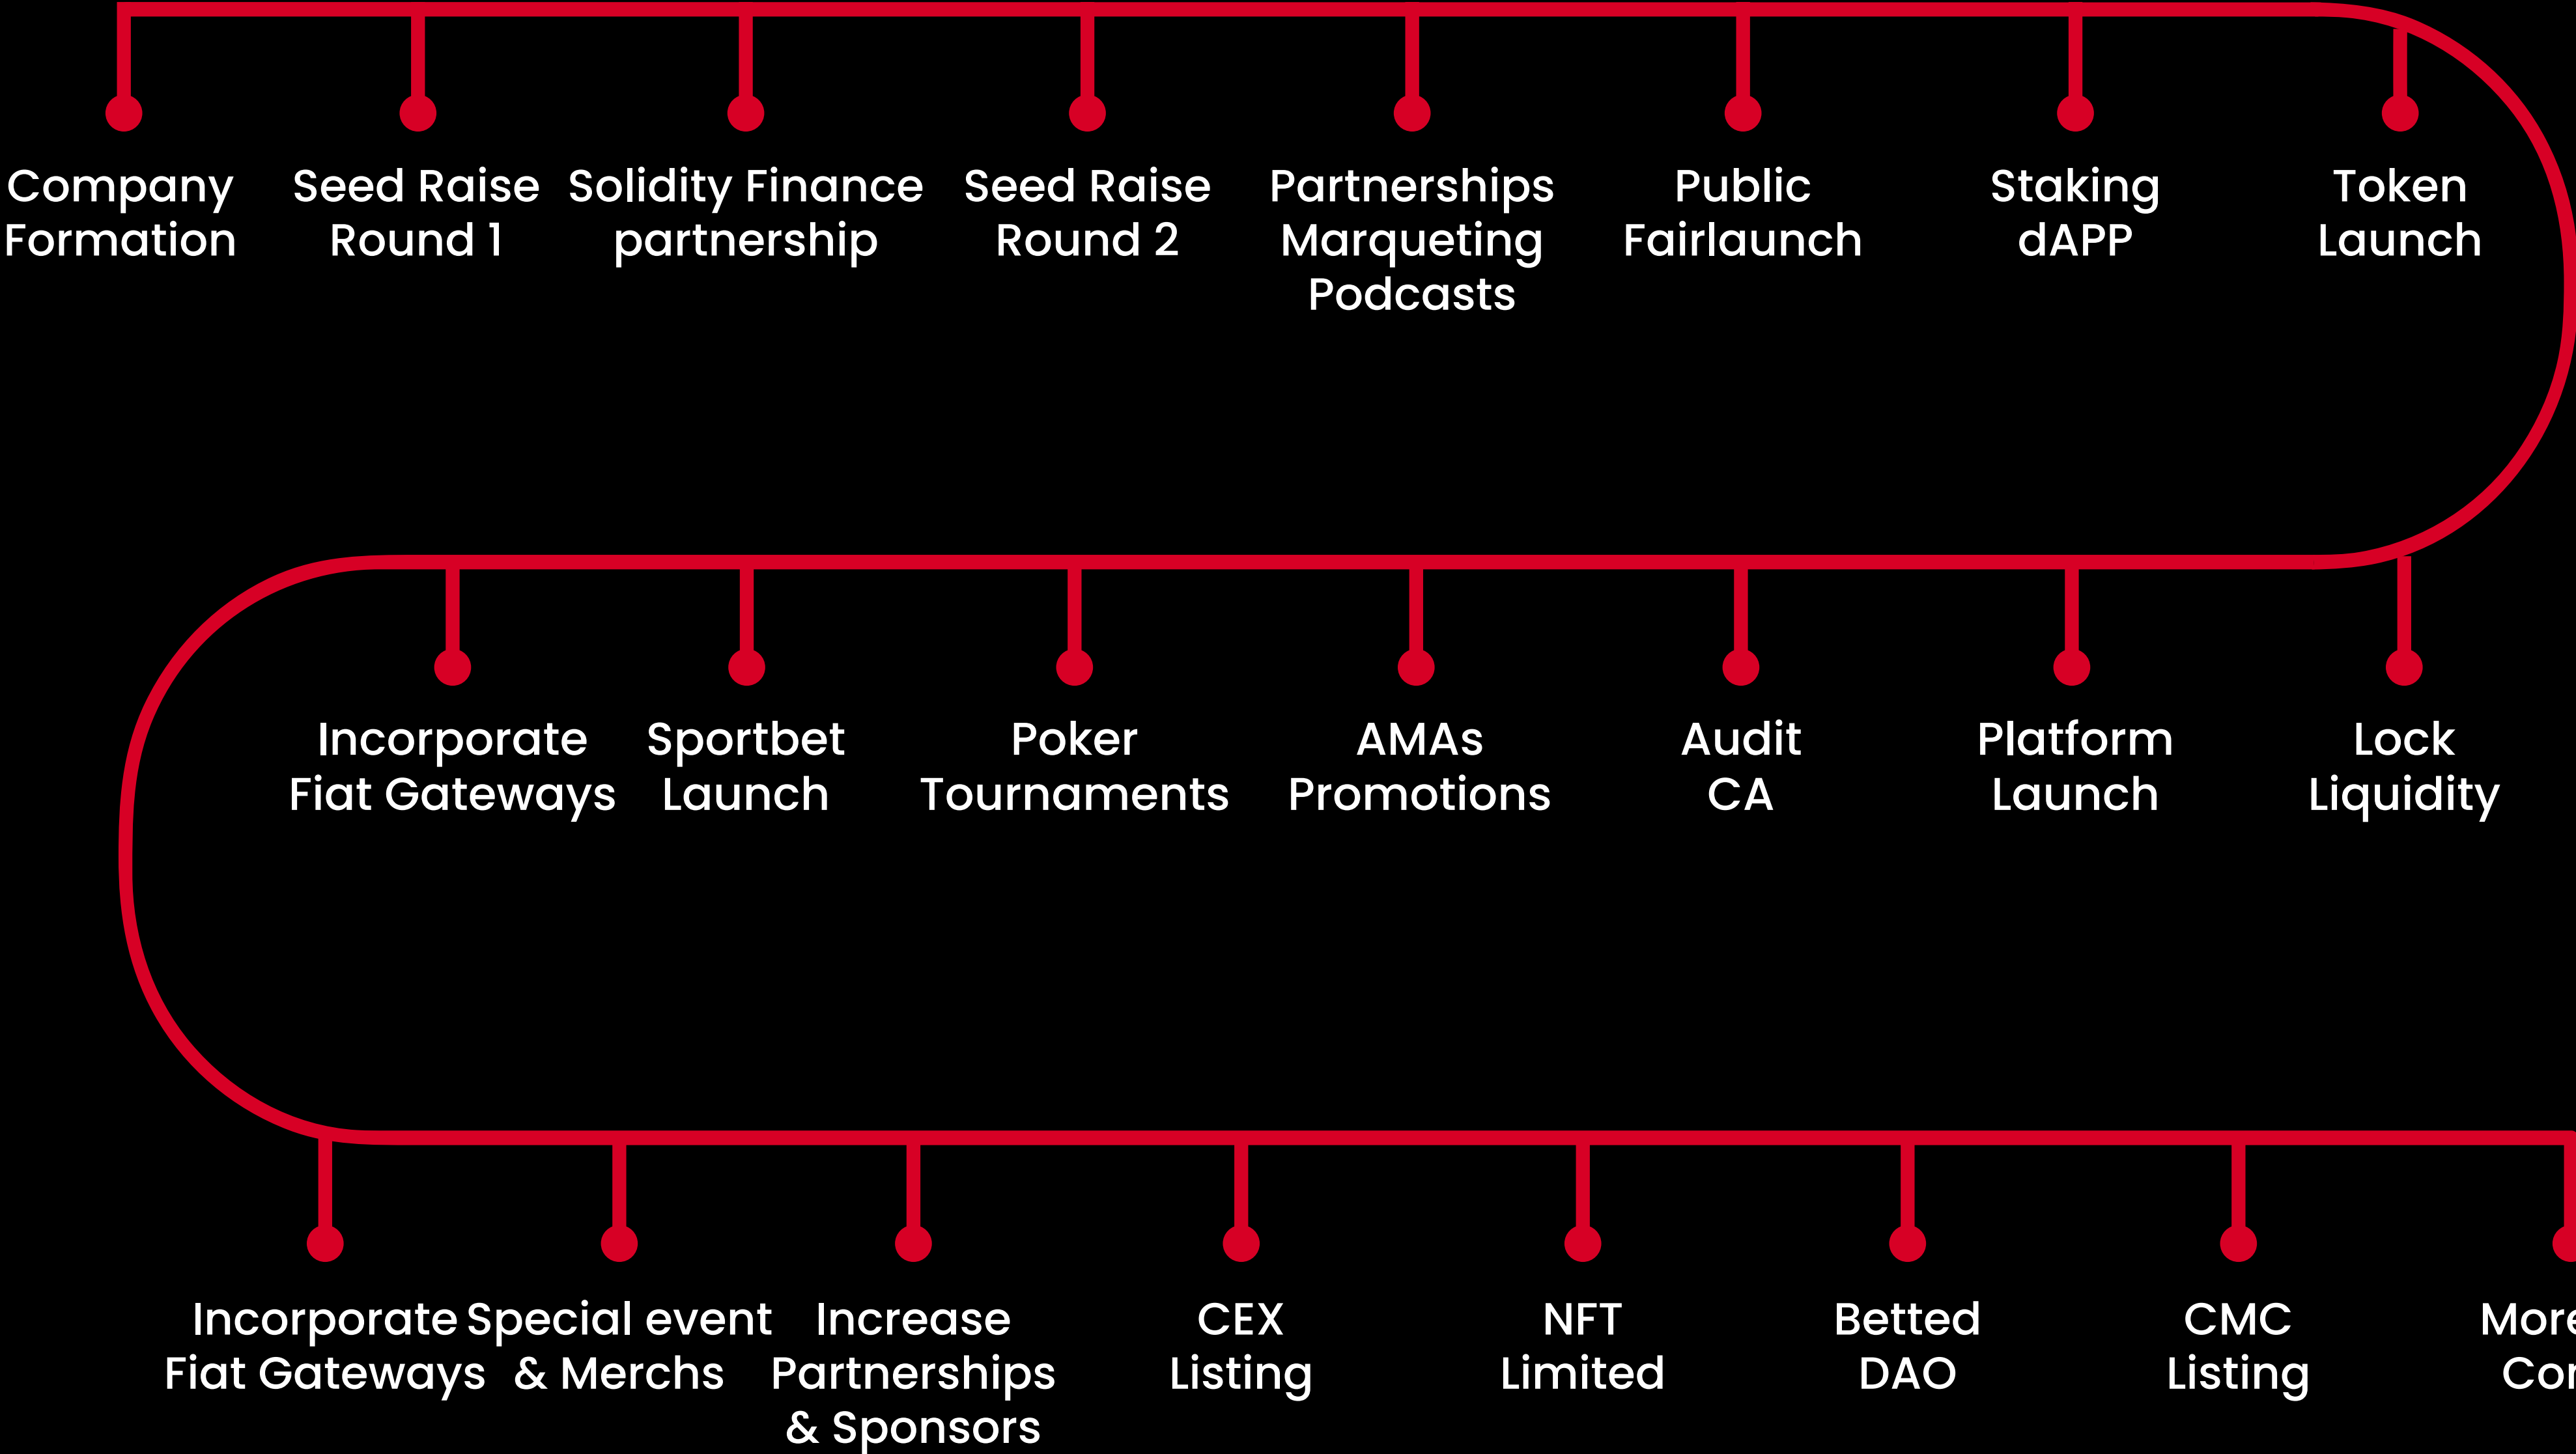 Company
Formation
Seed Raise
Round 1
Solidity Finance
partnership
Seed Raise
Round 2
Partnerships
Marqueting
Podcasts
Public
Fairlaunch
Staking
dAPP
Token
Launch
Incorporate
Fiat Gateways
Sportbet
Launch
Poker
Tournaments
AMAs
Promotions
Audit
CA
Platform
Launch
Lock
Liquidity
Incorporate
Fiat Gateways
Special event
& Merchs
Increase
Partnerships
& Sponsors
CEX
Listing
NFT
Limited
Betted
DAO
CMC
Listing
More